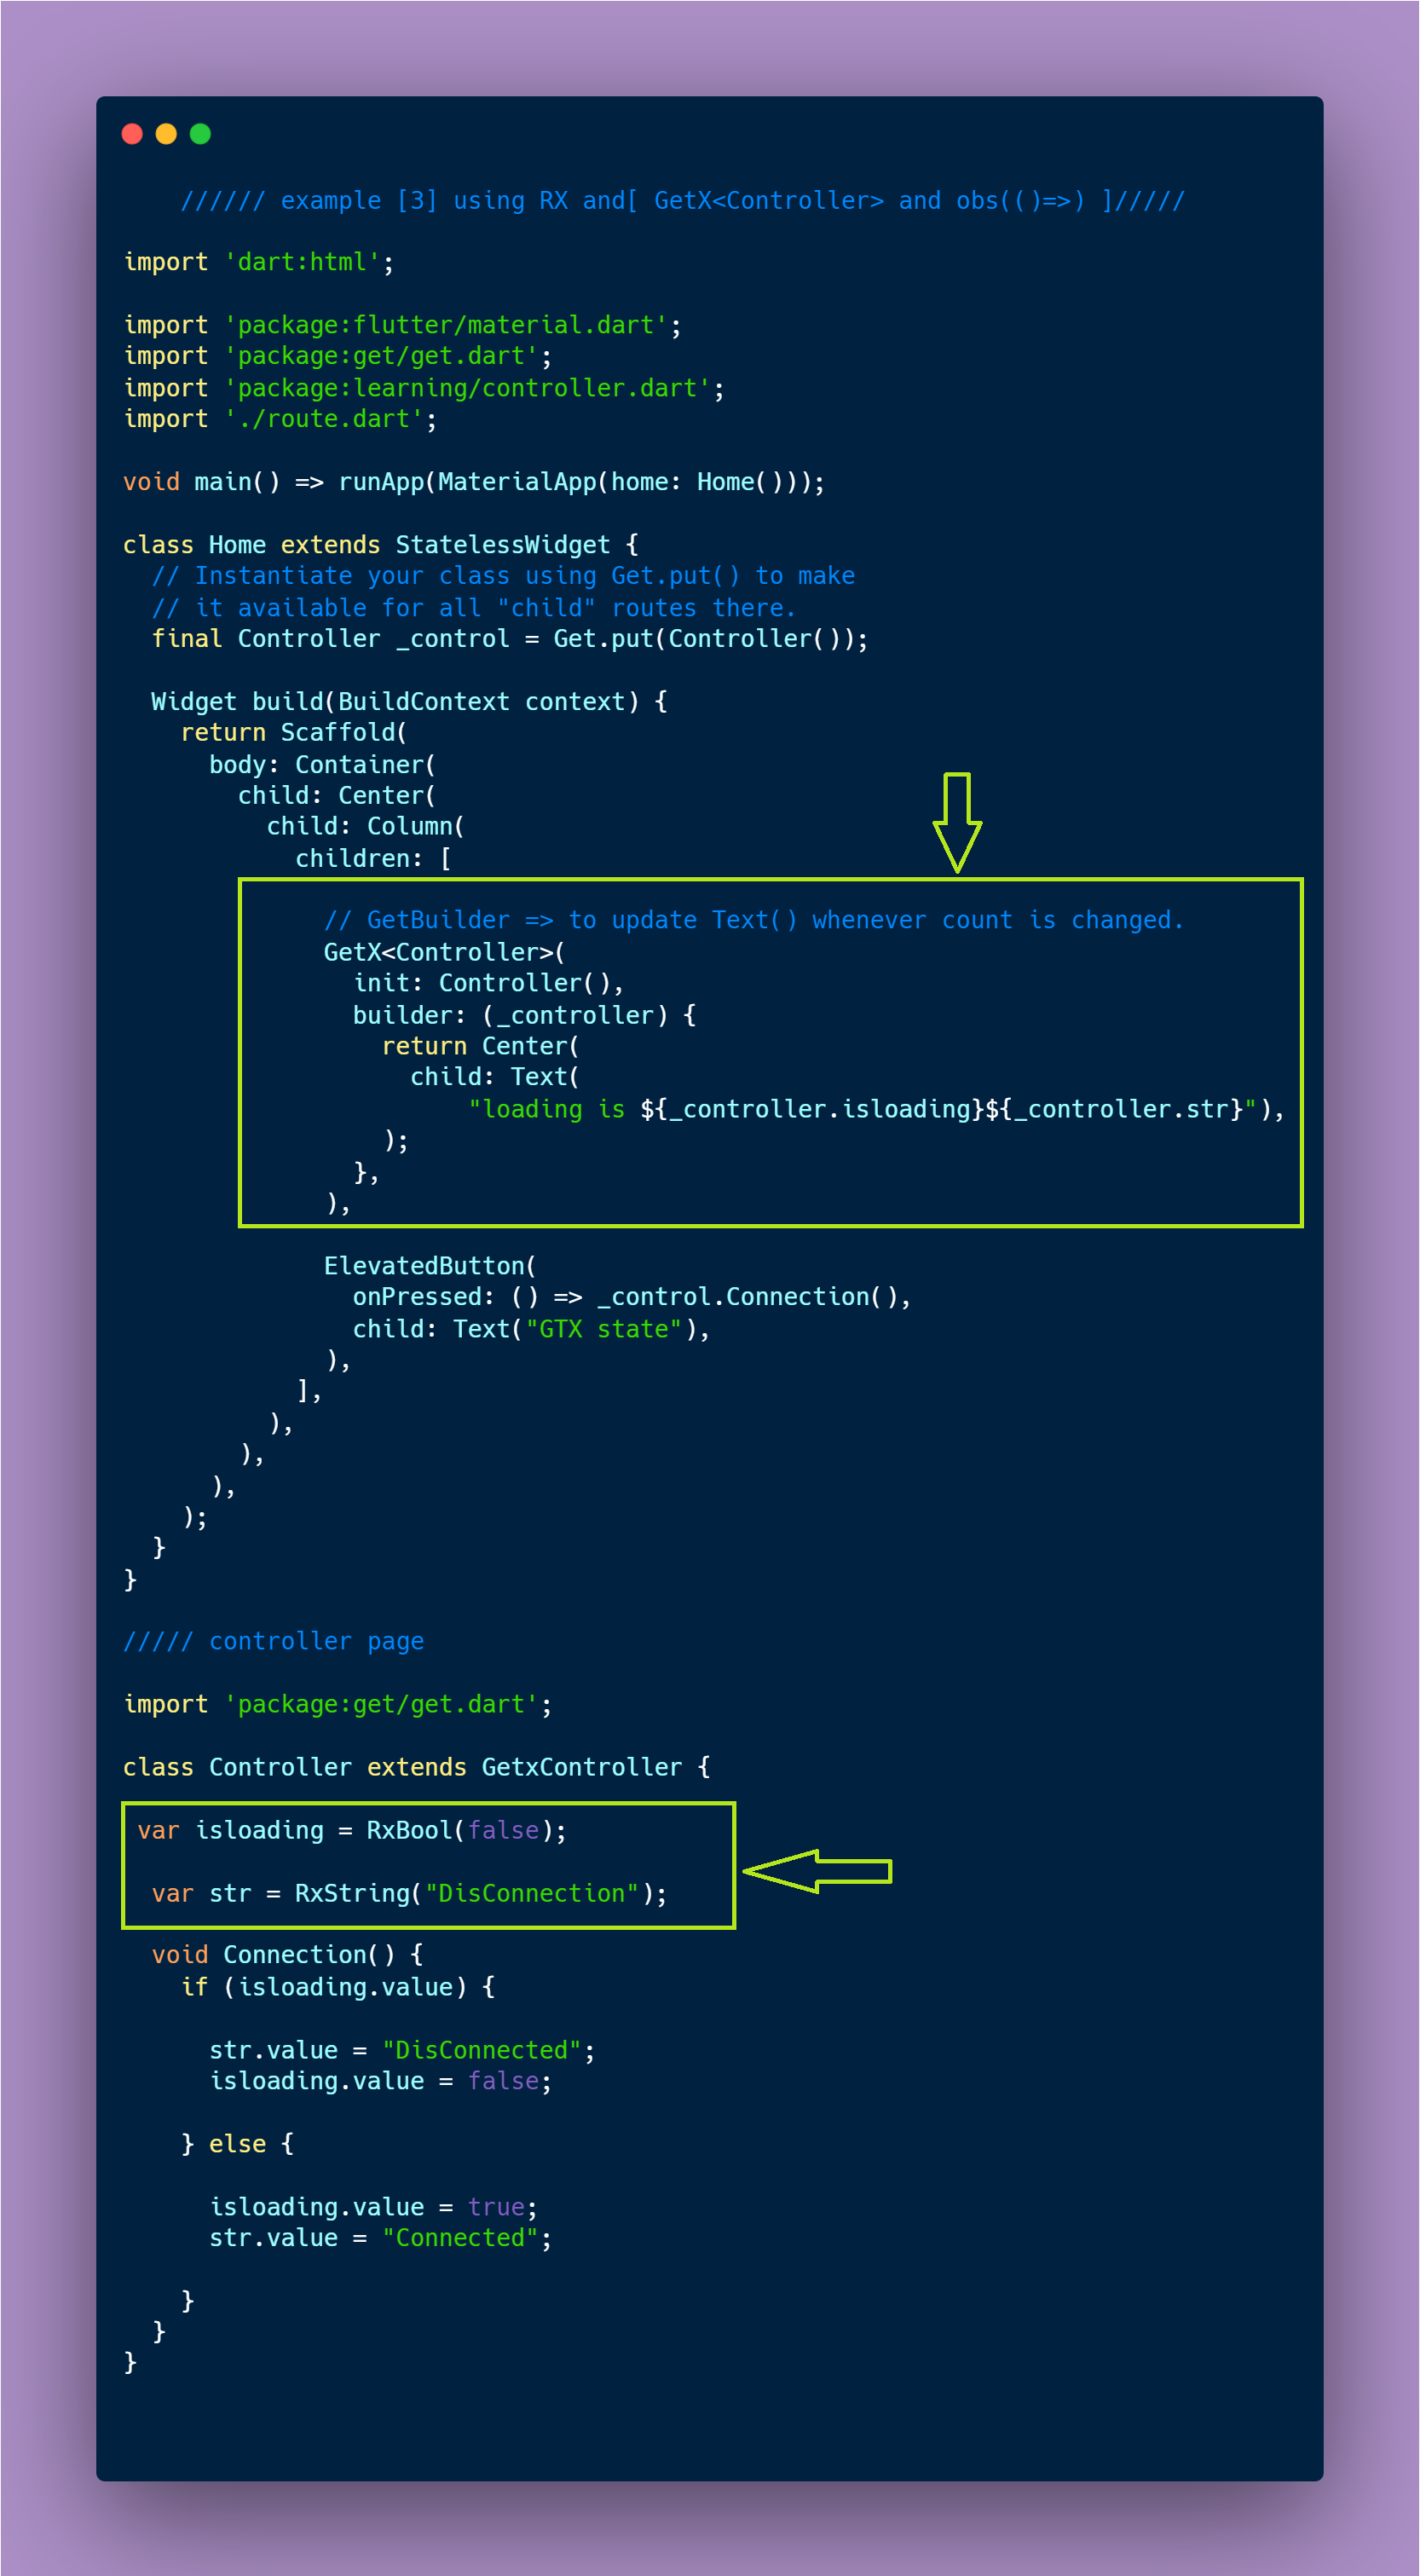 ////// example [3] using RX and[ GetX<Controller> and obs(()=>) ]/////
import 'dart:html';
import 'package:flutter/material.dart';
import 'package:get/get.dart';
import 'package:learning/controller.dart';
import './route.dart';
void main() => runApp(MaterialApp(home: Home()));
class Home extends StatelessWidget {
// Instantiate your class using Get.put() to make
// it available for all "child" routes there.
final Controller _control = Get.put(Controller());
Widget build(BuildContext context) {
return Scaffold(
body: Container(
child: Center(
child: Column(
children: [
// GetBuilder => to update Text() whenever count is changed.
GetX<Controller>(
init: Controller(),
builder: (_controller) {
return Center(
child: Text(
"loading is ${_controller.isloading}${_controller.str}"),
);
},
),
ElevatedButton(
onPressed: () => _control.Connection(),
child: Text("GTX state"),
),
],
),
),
),
);
}
}
///// controller page
import 'package:get/get.dart';
class Controller extends GetxController {
var isloading = RxBool(false);
var str = RxString("DisConnection");
void Connection() {
if (isloading.value) {
str.value = "DisConnected";
isloading.value = false;
} else {
isloading.value = true;
str.value = "Connected";
}
}
}